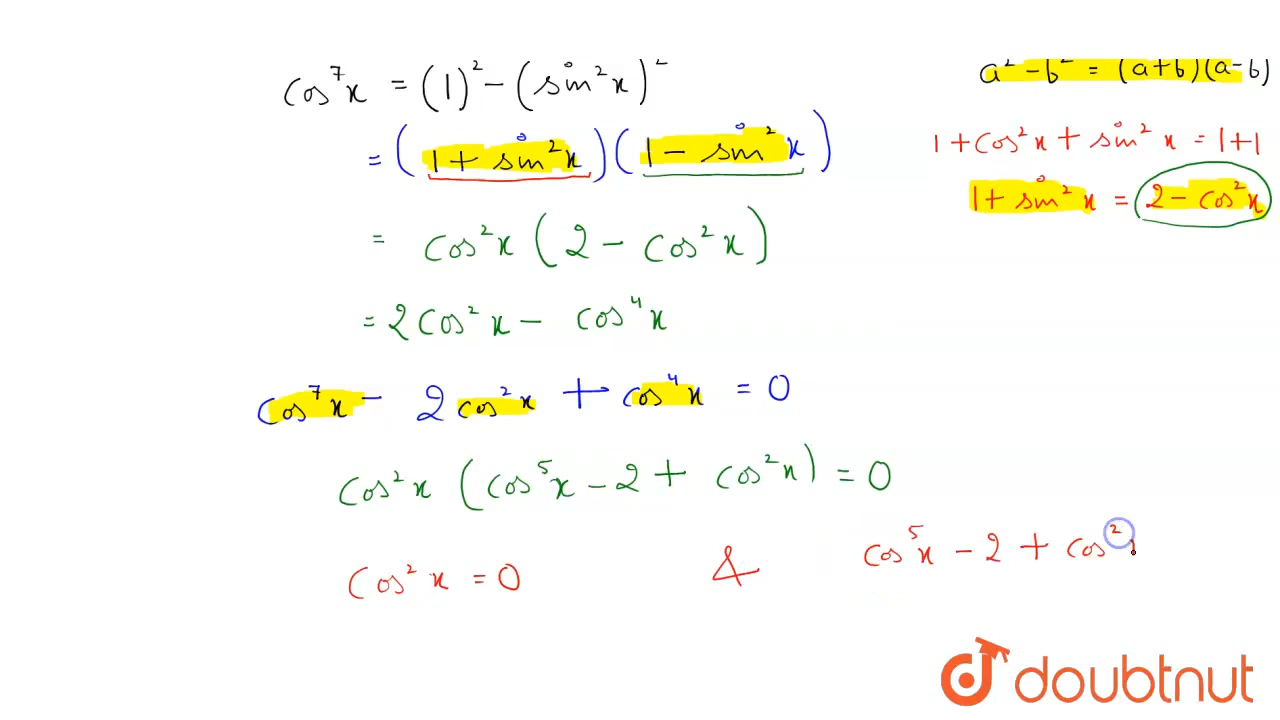 cos⁷x = (1)² − (sin²x)²
= (1 + sin²x)(1 − sin²x)
= cos²x (2 − cos²x)
= 2cos²x − cos⁴x
cos⁷x − 2cos²x + cos⁴x = 0
cos²x (cos⁵x − 2 + cos²x) = 0
cos²x = 0 & cos⁵x − 2 + cos²
a² − b² = (a+b)(a−b)
1 + cos²x + sin²x = 1+1
1 + sin²x = 2 − cos²x
doubtnut